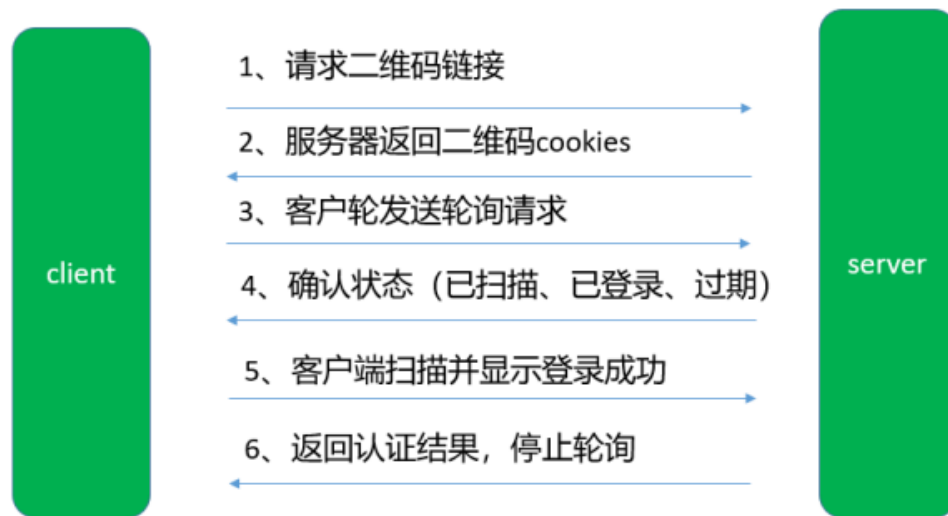 1、请求二维码链接
2、服务器返回二维码cookies
3、客户轮发送轮询请求
client
server
4、确认状态（已扫描、已登录、过期）
5、客户端扫描并显示登录成功
6、返回认证结果，停止轮询